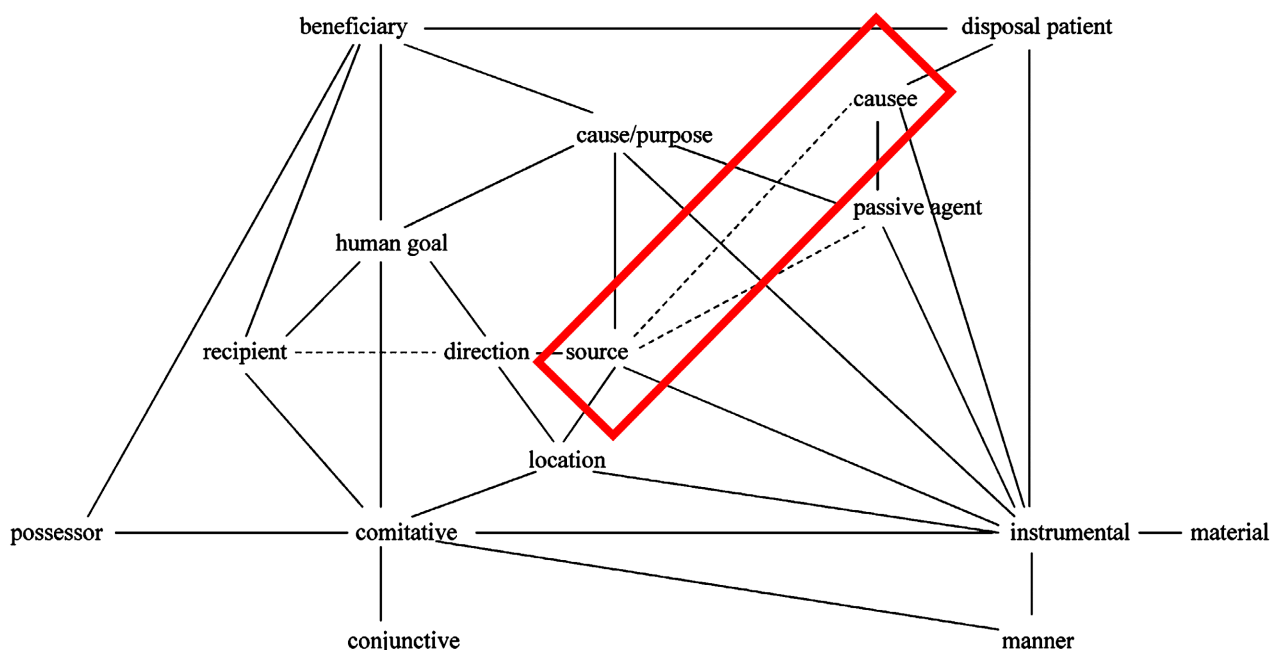 beneficiary
disposal patient
causee
cause/purpose
passive agent
human goal
recipient
direction
source
location
possessor
comitative
instrumental
material
conjunctive
manner